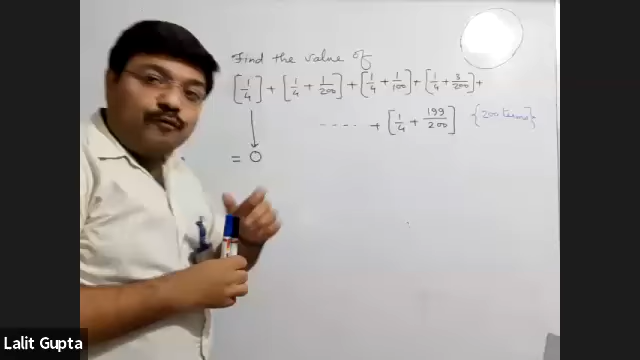 Find the value of
[1/4] + [1/4 + 1/200] + [1/4 + 1/100] + [1/4 + 3/200] +
---- + [1/4 + 199/200] {200 terms}
= 0
Lalit Gupta